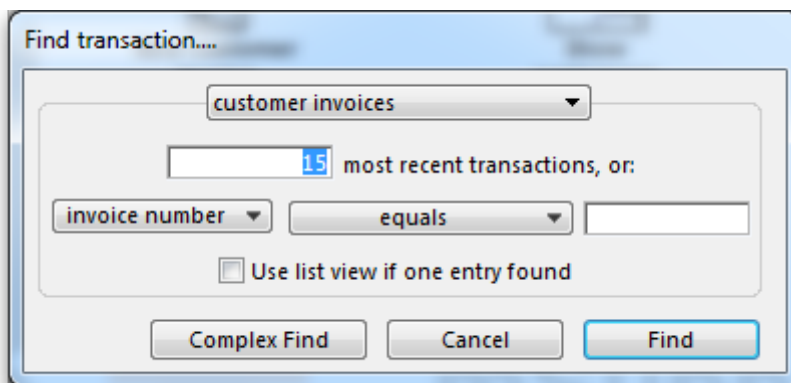 Find transaction....
customer invoices
15 most recent transactions, or:
invoice number equals
Use list view if one entry found
Complex Find Cancel Find